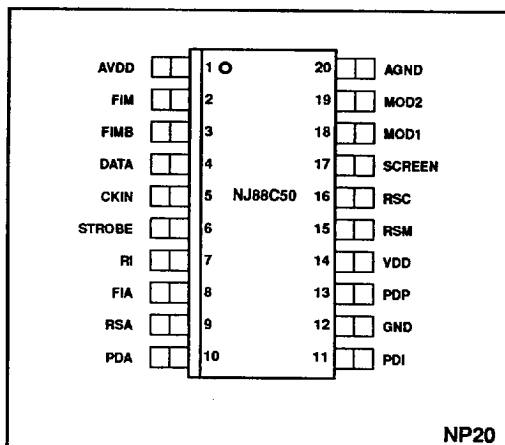 AVDD 1 20 AGND
FIM 2 19 MOD2
FIMB 3 18 MOD1
DATA 4 17 SCREEN
CKIN 5 NJ88C50 16 RSC
STROBE 6 15 RSM
RI 7 14 VDD
FIA 8 13 PDP
RSA 9 12 GND
PDA 10 11 PDI
NP20